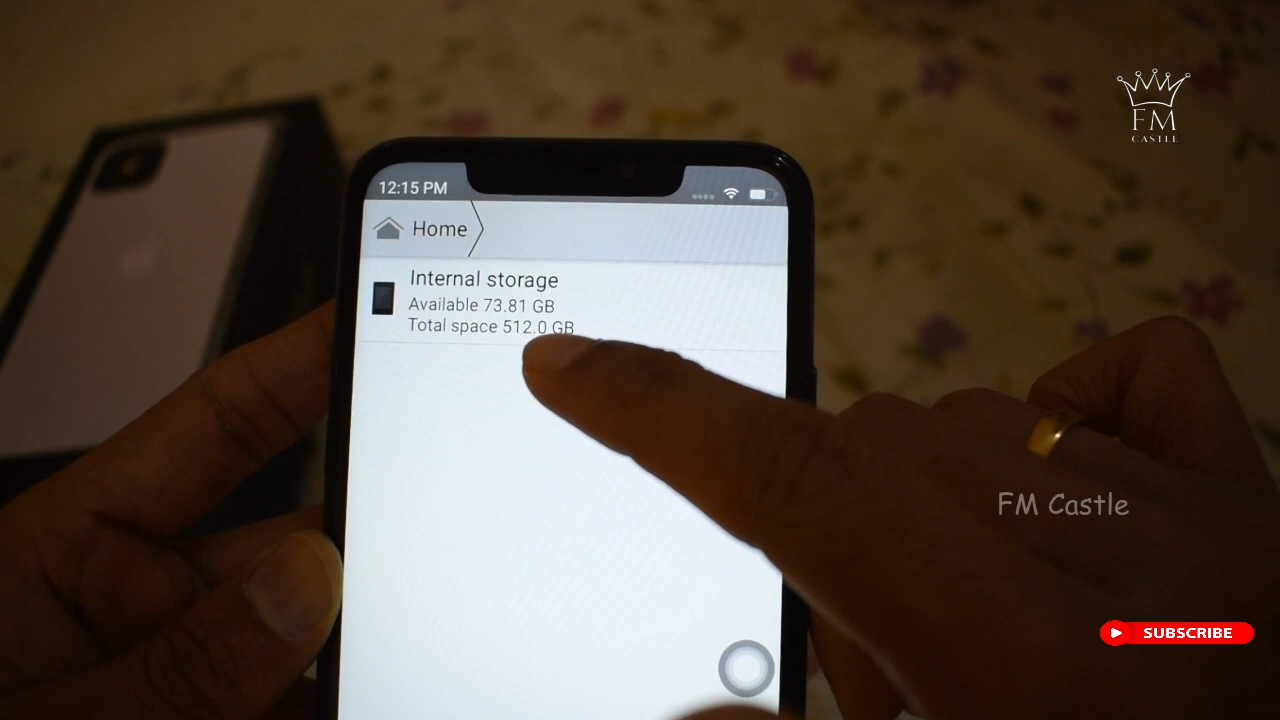 FM
CASTLE
12:15 PM
Home
Internal storage
Available 73.81 GB
Total space 512.0 GB
FM Castle
SUBSCRIBE